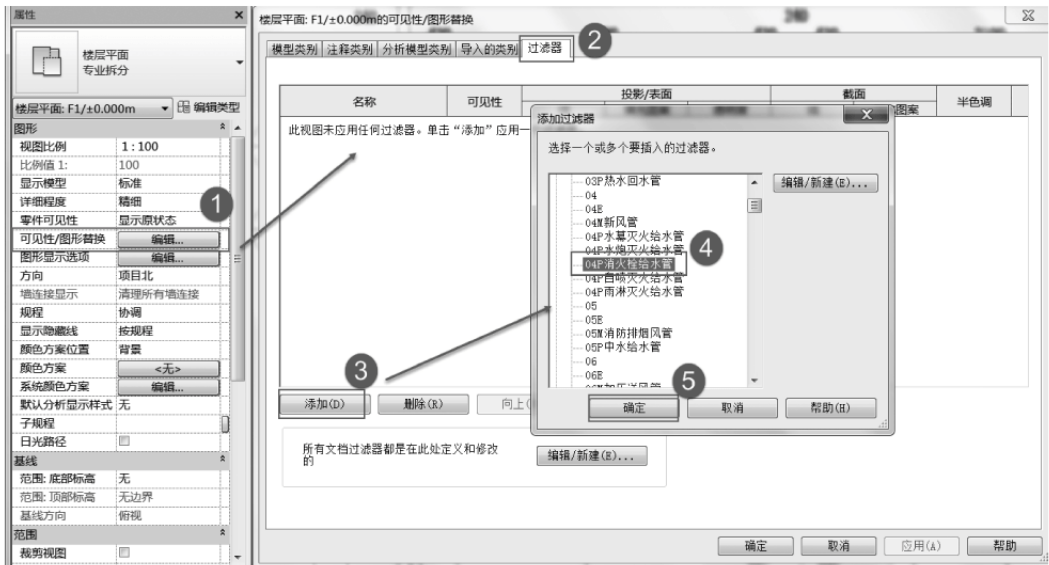 属性
楼层平面
专业拆分
楼层平面: F1/±0.000m
编辑类型
图形
视图比例 1 : 100
比例值 1: 100
显示模型 标准
详细程度 精细
零件可见性 显示原状态
1
可见性/图形替换 编辑...
图形显示选项 编辑...
方向 项目北
墙连接显示 清理所有墙连接
规程 协调
显示隐藏线 按规程
颜色方案位置 背景
颜色方案 <无>
系统颜色方案 编辑...
默认分析显示样式 无
子规程
日光路径
基线
范围: 底部标高 无
范围: 顶部标高 无边界
基线方向 俯视
范围
裁剪视图
楼层平面: F1/±0.000m的可见性/图形替换
模型类别 注释类别 分析模型类别 导入的类别 过滤器
2
名称 可见性 投影/表面 截面 半色调
图案
此视图未应用任何过滤器。单击“添加”应用一
添加过滤器
选择一个或多个要插入的过滤器。
03P热水回水管
04
04E
04M新风管
04P水幕灭火给水管
04P水炮灭火给水管
04P消火栓给水管
04P自喷灭火给水管
04P雨淋灭火给水管
05
05E
05M消防排烟风管
05P中水给水管
06
06E
编辑/新建(E)...
4
5
确定 取消 帮助(H)
3
添加(D) 删除(R) 向上
所有文档过滤器都是在此处定义和修改
的
编辑/新建(E)...
确定 取消 应用(A) 帮助